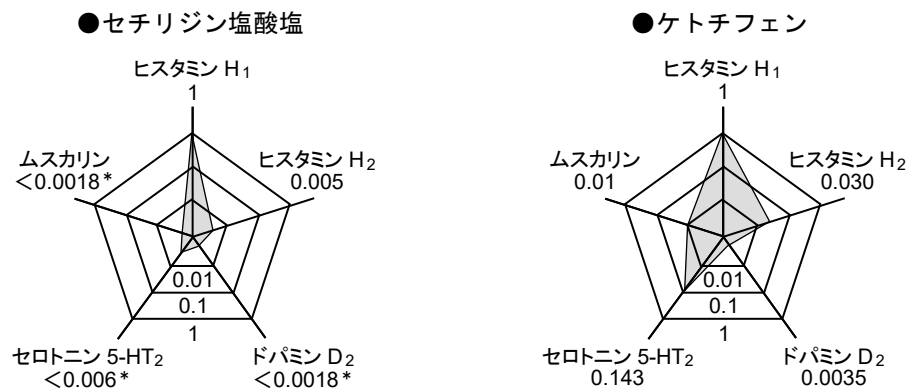 ●セチリジン塩酸塩
ヒスタミン H1
1
ムスカリン
<0.0018*
ヒスタミン H2
0.005
0.01
0.1
1
セロトニン 5-HT2
<0.006*
ドパミン D2
<0.0018*
●ケトチフェン
ヒスタミン H1
1
ムスカリン
0.01
ヒスタミン H2
0.030
0.01
0.1
1
セロトニン 5-HT2
0.143
ドパミン D2
0.0035